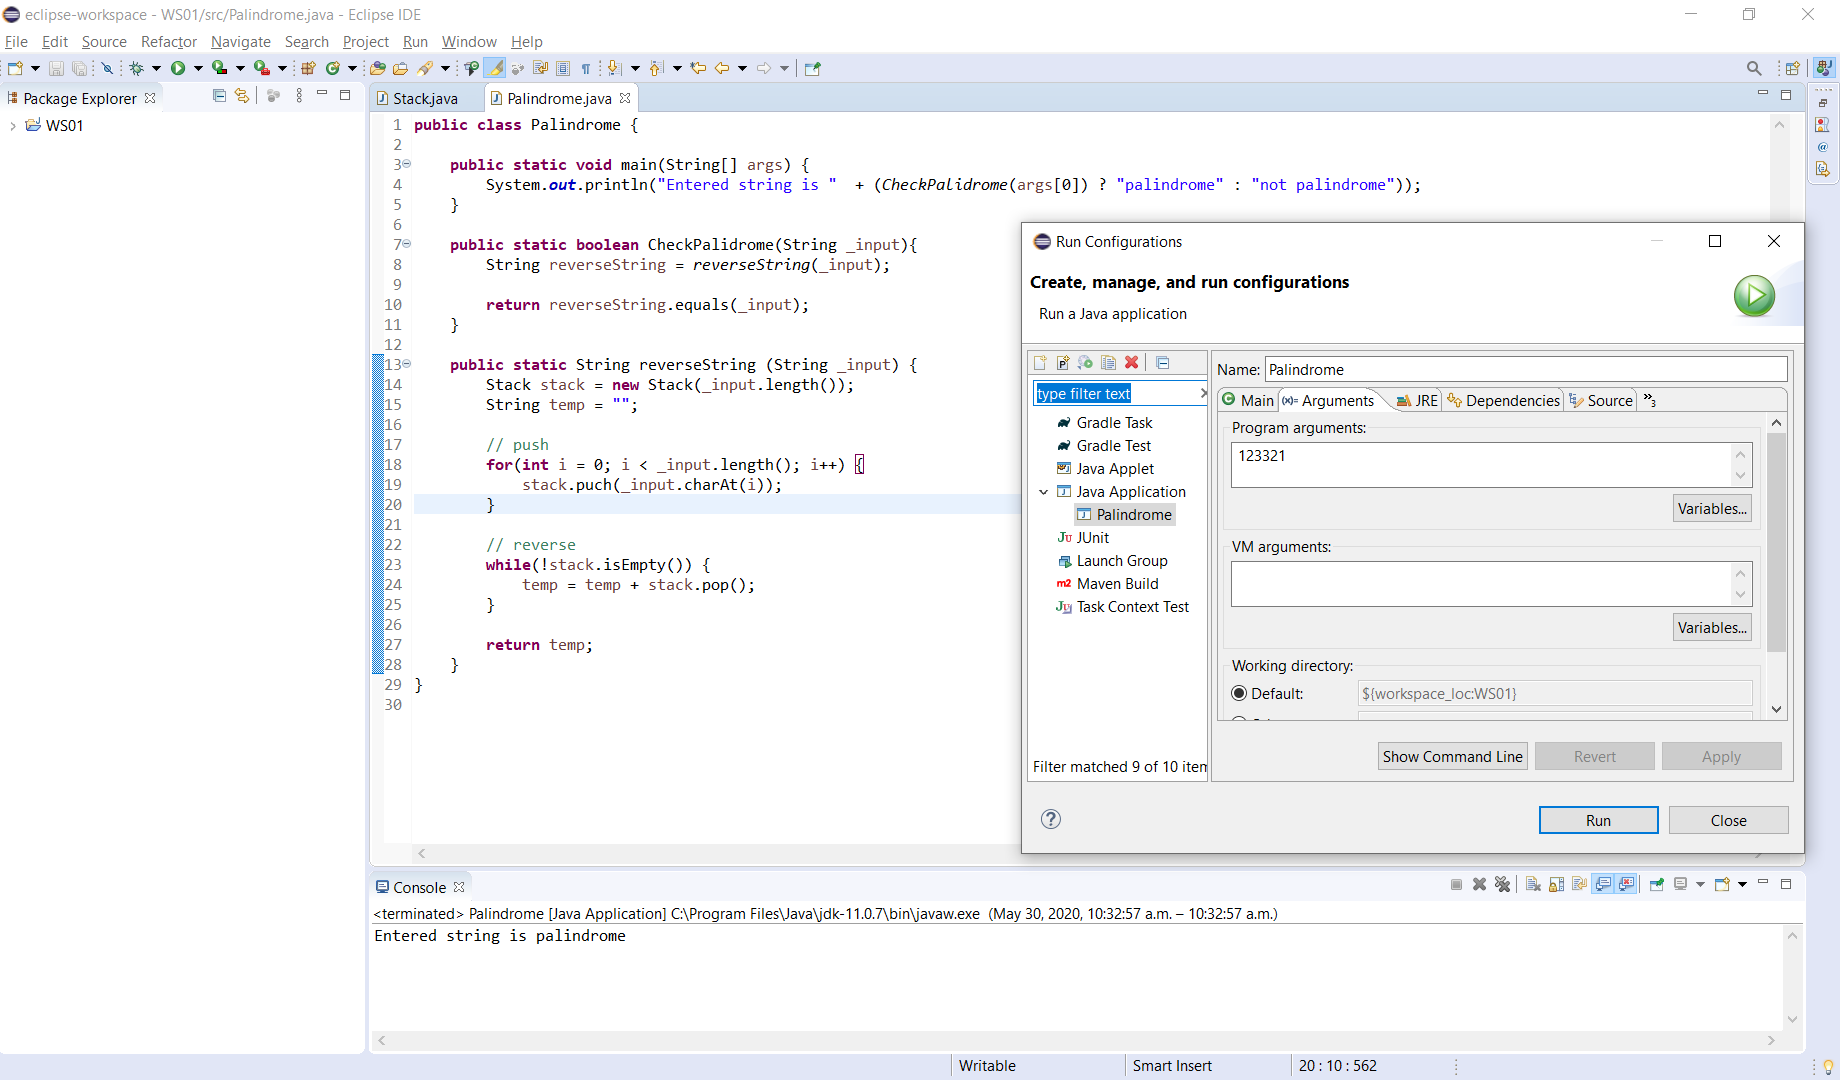 eclipse-workspace - WS01/src/Palindrome.java - Eclipse IDE
File Edit Source Refactor Navigate Search Project Run Window Help
Package Explorer
WS01
Stack.java Palindrome.java
1 public class Palindrome {
2
3 public static void main(String[] args) {
4 System.out.println("Entered string is " + (CheckPalidrome(args[0]) ? "palindrome" : "not palindrome"));
5 }
6
7 public static boolean CheckPalidrome(String _input){
8 String reverseString = reverseString(_input);
9
10 return reverseString.equals(_input);
11 }
12
13 public static String reverseString (String _input) {
14 Stack stack = new Stack(_input.length());
15 String temp = "";
16
17 // push
18 for(int i = 0; i < _input.length(); i++) {
19 stack.puch(_input.charAt(i));
20 }
21
22 // reverse
23 while(!stack.isEmpty()) {
24 temp = temp + stack.pop();
25 }
26
27 return temp;
28 }
29 }
30
Run Configurations
Create, manage, and run configurations
Run a Java application
type filter text
Gradle Task
Gradle Test
Java Applet
Java Application
Palindrome
JUnit
Launch Group
Maven Build
Task Context Test
Filter matched 9 of 10 item
Name: Palindrome
Main Arguments JRE Dependencies Source »3
Program arguments:
123321
Variables...
VM arguments:
Variables...
Working directory:
Default: ${workspace_loc:WS01}
Show Command Line Revert Apply
Run Close
Console
<terminated> Palindrome [Java Application] C:\Program Files\Java\jdk-11.0.7\bin\javaw.exe (May 30, 2020, 10:32:57 a.m. – 10:32:57 a.m.)
Entered string is palindrome
Writable Smart Insert 20 : 10 : 562